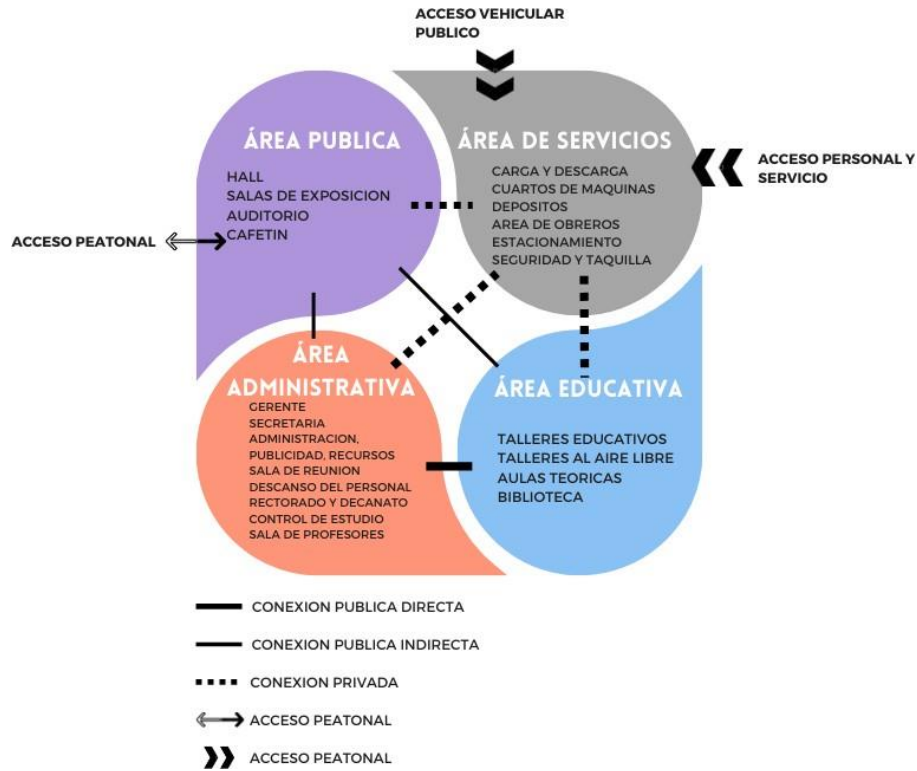 ACCESO VEHICULAR
PUBLICO
ÁREA PUBLICA
HALL
SALAS DE EXPOSICION
AUDITORIO
CAFETIN
ÁREA DE SERVICIOS
CARGA Y DESCARGA
CUARTOS DE MAQUINAS
DEPOSITOS
AREA DE OBREROS
ESTACIONAMIENTO
SEGURIDAD Y TAQUILLA
ACCESO PERSONAL Y
SERVICIO
ACCESO PEATONAL
ÁREA
ADMINISTRATIVA
GERENTE
SECRETARIA
ADMINISTRACION,
PUBLICIDAD, RECURSOS
SALA DE REUNION
DESCANSO DEL PERSONAL
RECTORADO Y DECANATO
CONTROL DE ESTUDIO
SALA DE PROFESORES
ÁREA EDUCATIVA
TALLERES EDUCATIVOS
TALLERES AL AIRE LIBRE
AULAS TEORICAS
BIBLIOTECA
CONEXION PUBLICA DIRECTA
CONEXION PUBLICA INDIRECTA
CONEXION PRIVADA
ACCESO PEATONAL
ACCESO PEATONAL